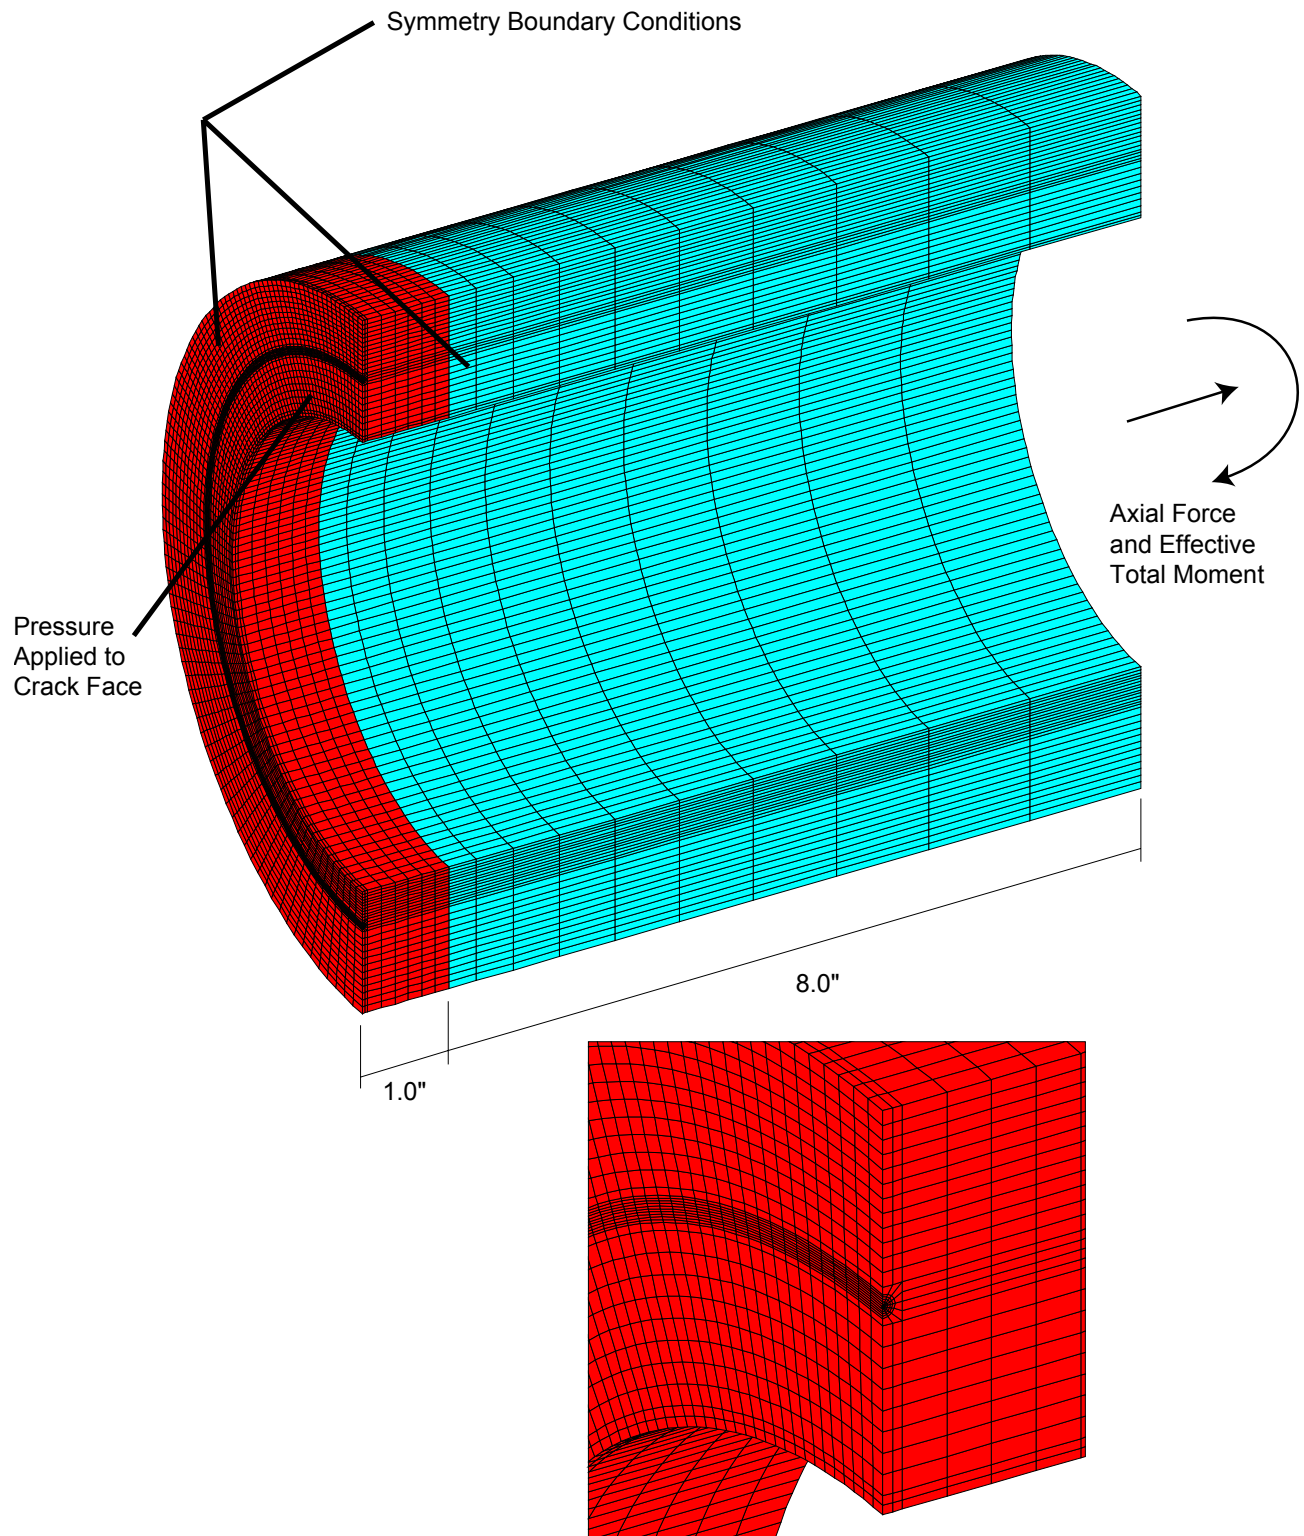 Symmetry Boundary Conditions
Axial Force
and Effective
Total Moment
Pressure
Applied to
Crack Face
8.0"
1.0"